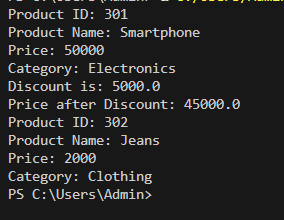 Product ID: 301
Product Name: Smartphone
Price: 50000
Category: Electronics
Discount is: 5000.0
Price after Discount: 45000.0
Product ID: 302
Product Name: Jeans
Price: 2000
Category: Clothing
PS C:\Users\Admin>